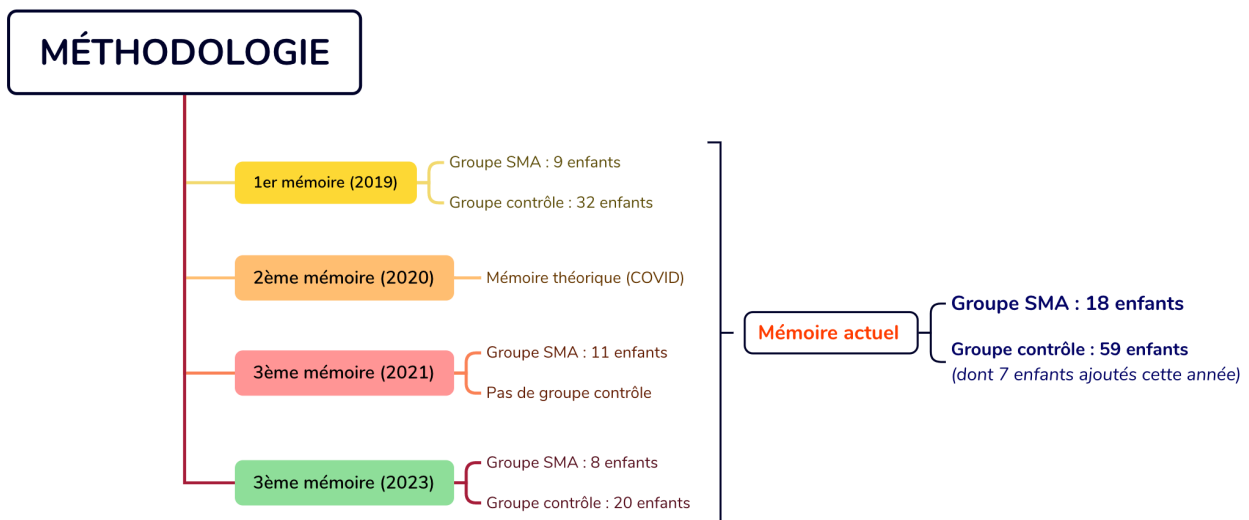 MÉTHODOLOGIE
1er mémoire (2019)
Groupe SMA : 9 enfants
Groupe contrôle : 32 enfants
2ème mémoire (2020)
Mémoire théorique (COVID)
3ème mémoire (2021)
Groupe SMA : 11 enfants
Pas de groupe contrôle
3ème mémoire (2023)
Groupe SMA : 8 enfants
Groupe contrôle : 20 enfants
Mémoire actuel
Groupe SMA : 18 enfants
Groupe contrôle : 59 enfants
(dont 7 enfants ajoutés cette année)